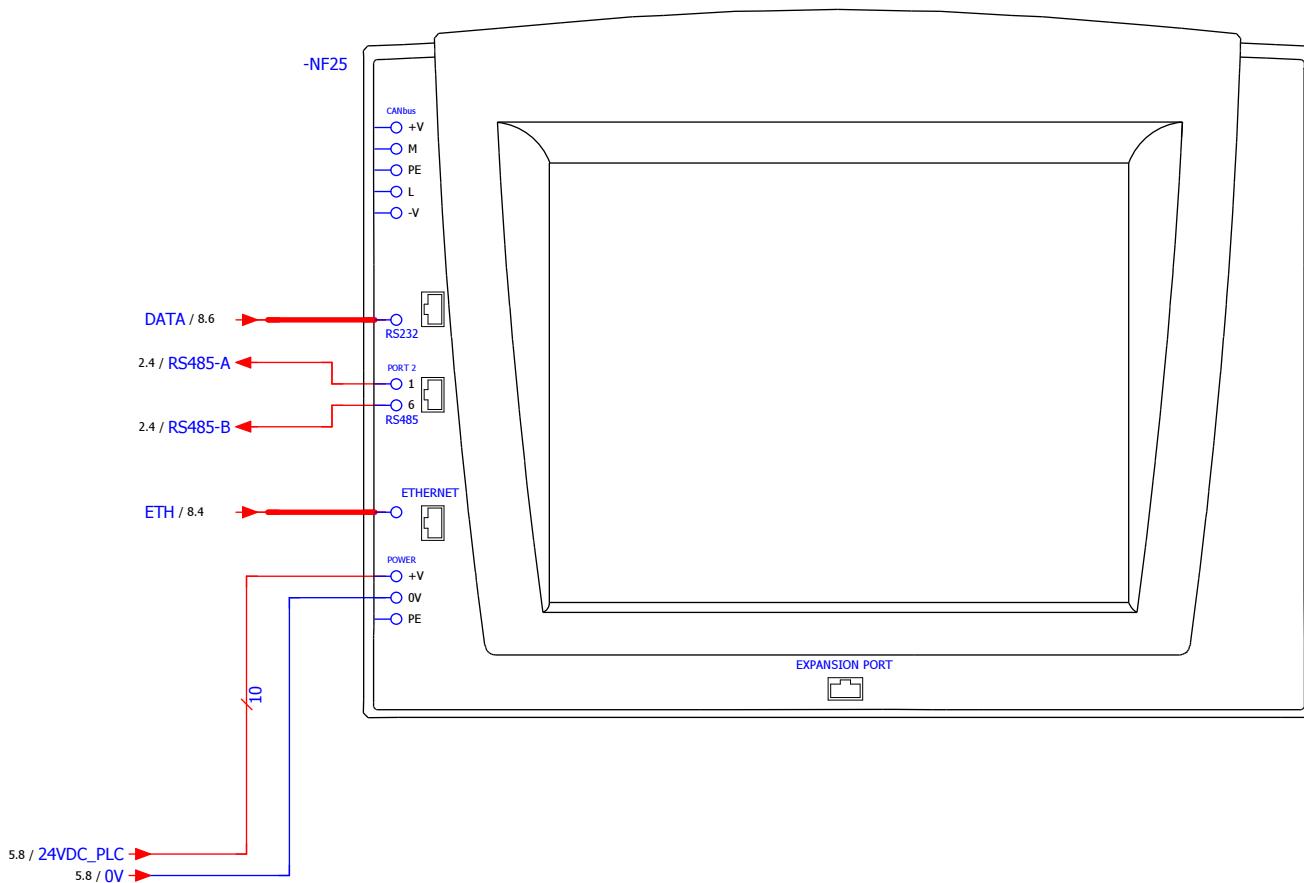 -NF25
CANbus
+V
M
PE
L
-V
DATA / 8.6
RS232
2.4 / RS485-A
PORT 2
1
6
RS485
2.4 / RS485-B
ETHERNET
ETH / 8.4
POWER
+V
0V
PE
EXPANSION PORT
10
5.8 / 24VDC_PLC
5.8 / 0V